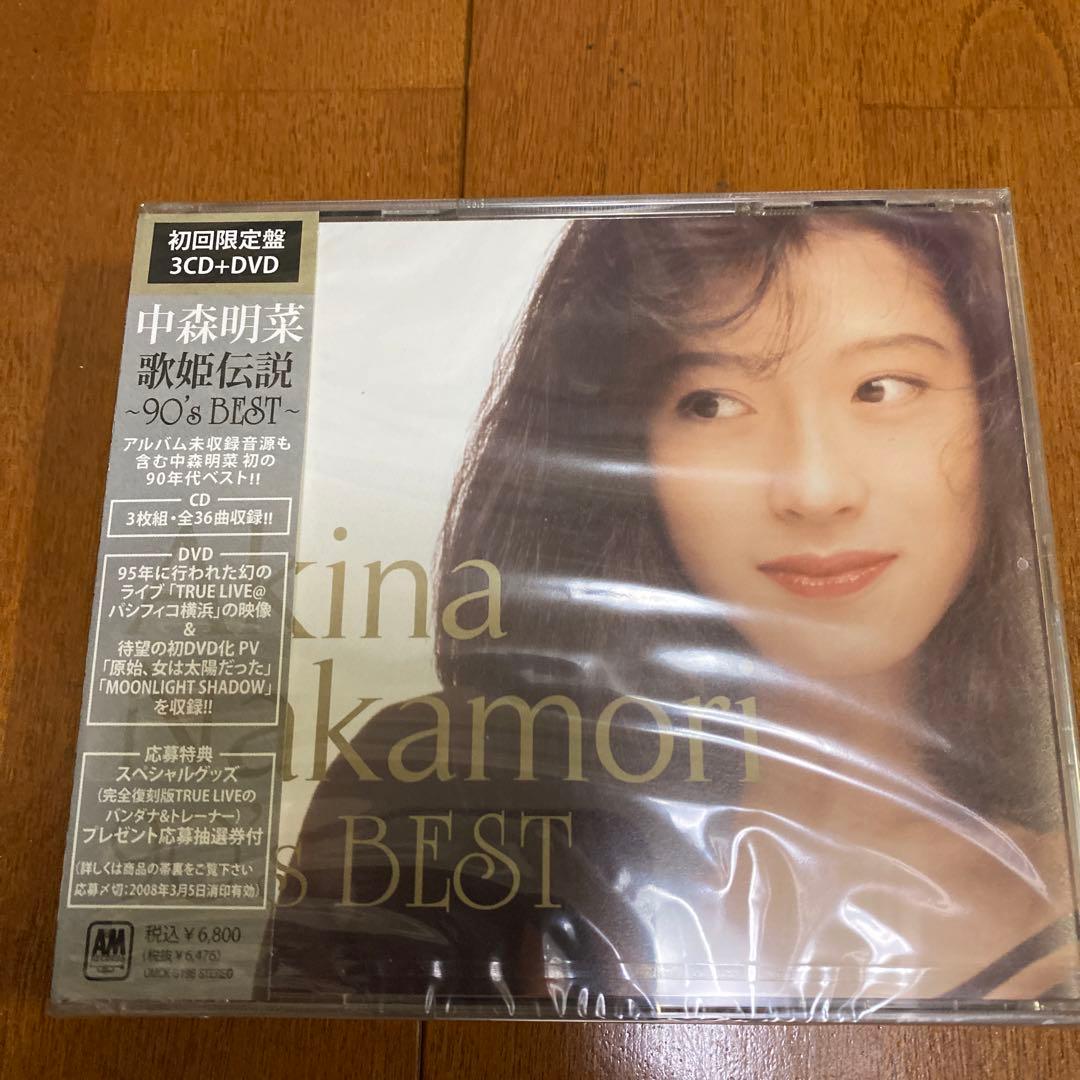 初回限定盤
3CD+DVD
中森明菜
歌姫伝説
~90's BEST~
アルバム未収録音源も
含む中森明菜 初の
90年代ベスト!!
CD
3枚組・全36曲収録!!
DVD
95年に行われた幻の
ライブ「TRUE LIVE@
パシフィコ横浜」の映像
&
待望の初DVD化 PV
「原始、女は太陽だった」
「MOONLIGHT SHADOW」
を収録!!
応募特典
スペシャルグッズ
(完全復刻版TRUE LIVEの
バンダナ&トレーナー)
プレゼント応募抽選券付
(詳しくは商品の帯裏をご覧下さい
応募〆切:2008年3月5日消印有効)
AM
RECORDS
税込¥6,800
(税抜¥6,476)
STEREO
Akina
Nakamori
BEST